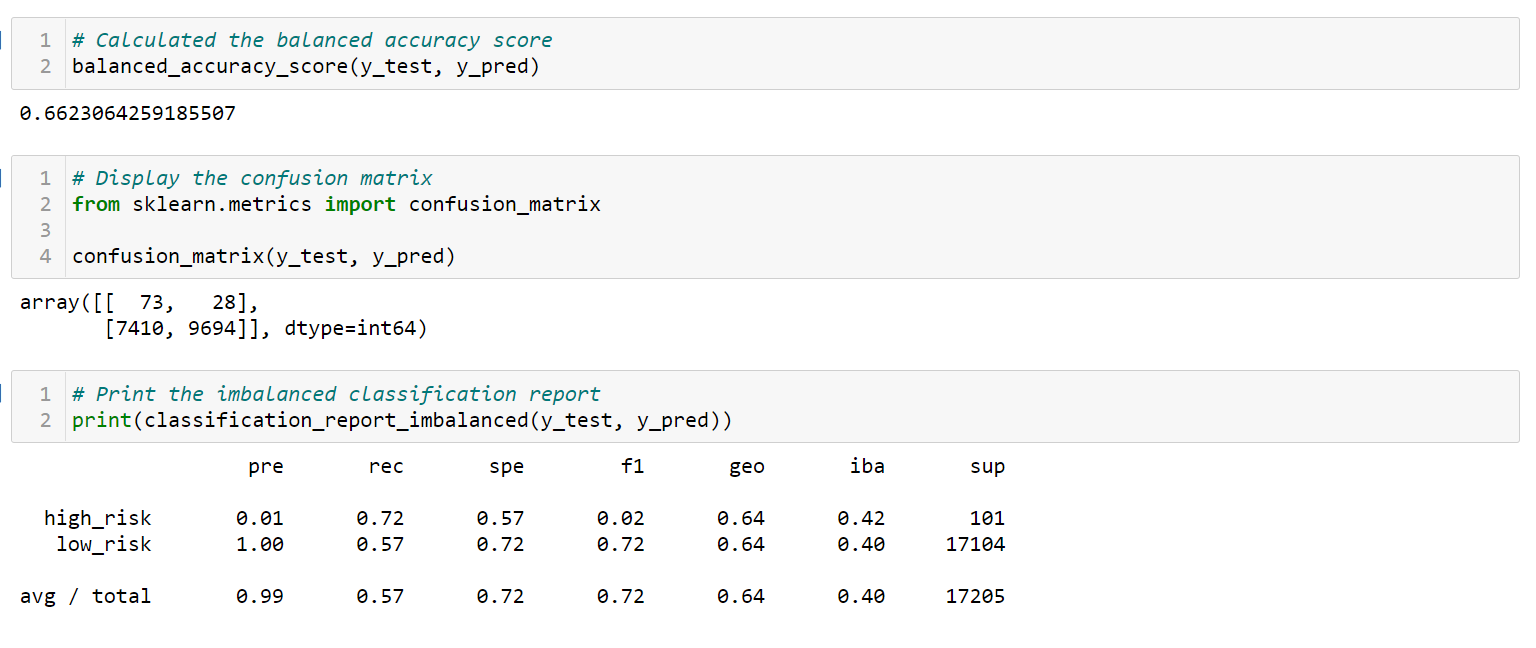 1 # Calculated the balanced accuracy score
2 balanced_accuracy_score(y_test, y_pred)
0.6623064259185507
1 # Display the confusion matrix
2 from sklearn.metrics import confusion_matrix
3
4 confusion_matrix(y_test, y_pred)
array([[  73,   28],
       [7410, 9694]], dtype=int64)
1 # Print the imbalanced classification report
2 print(classification_report_imbalanced(y_test, y_pred))
pre rec spe f1 geo iba sup
high_risk 0.01 0.72 0.57 0.02 0.64 0.42 101
low_risk 1.00 0.57 0.72 0.72 0.64 0.40 17104
avg / total 0.99 0.57 0.72 0.72 0.64 0.40 17205